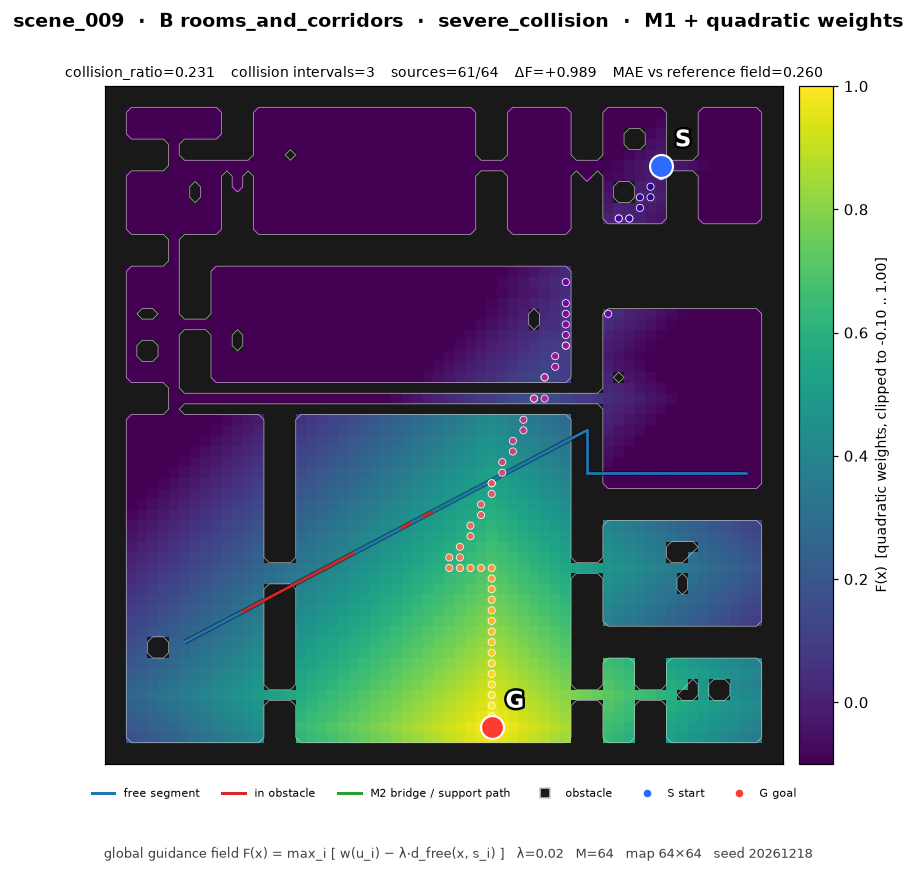 scene_009 · B rooms_and_corridors · severe_collision · M1 + quadratic weights
collision_ratio=0.231 collision intervals=3 sources=61/64 ΔF=+0.989 MAE vs reference field=0.260
S
G
1.0
0.8
0.6
0.4
0.2
0.0
F(x) [quadratic weights, clipped to -0.10 .. 1.00]
free segment
in obstacle
M2 bridge / support path
obstacle
S start
G goal
global guidance field F(x) = max_i [ w(u_i) − λ·d_free(x, s_i) ] λ=0.02 M=64 map 64×64 seed 20261218